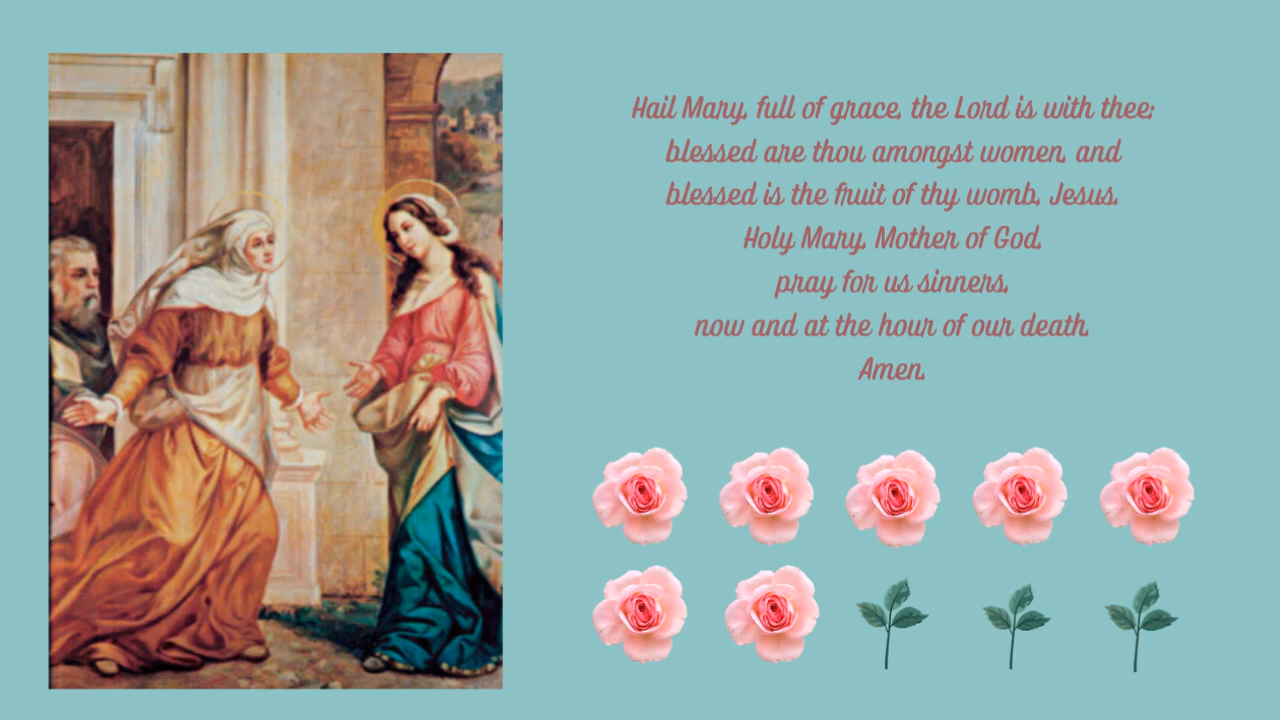 Hail Mary, full of grace, the Lord is with thee;
blessed are thou amongst women, and
blessed is the fruit of thy womb, Jesus.
Holy Mary, Mother of God,
pray for us sinners,
now and at the hour of our death.
Amen.